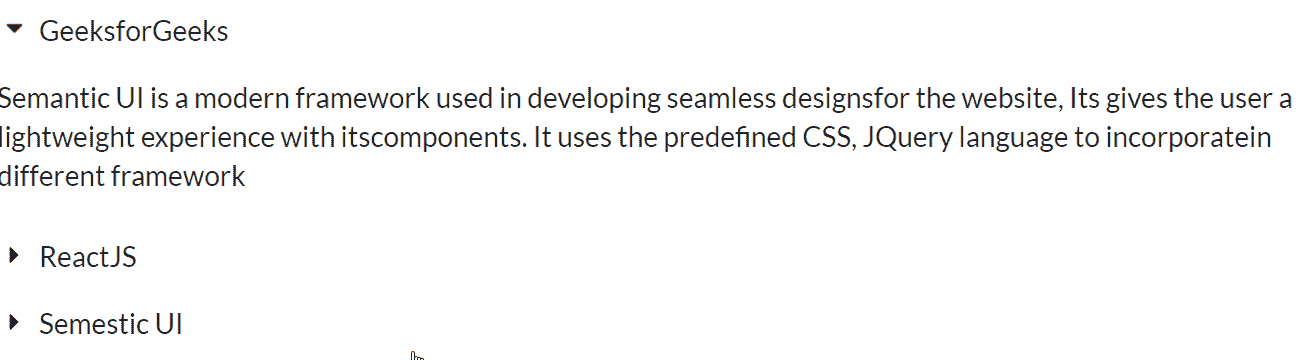 GeeksforGeeks
Semantic UI is a modern framework used in developing seamless designsfor the website, Its gives the user a
lightweight experience with itscomponents. It uses the predefined CSS, JQuery language to incorporatein
different framework
ReactJS
Semestic UI